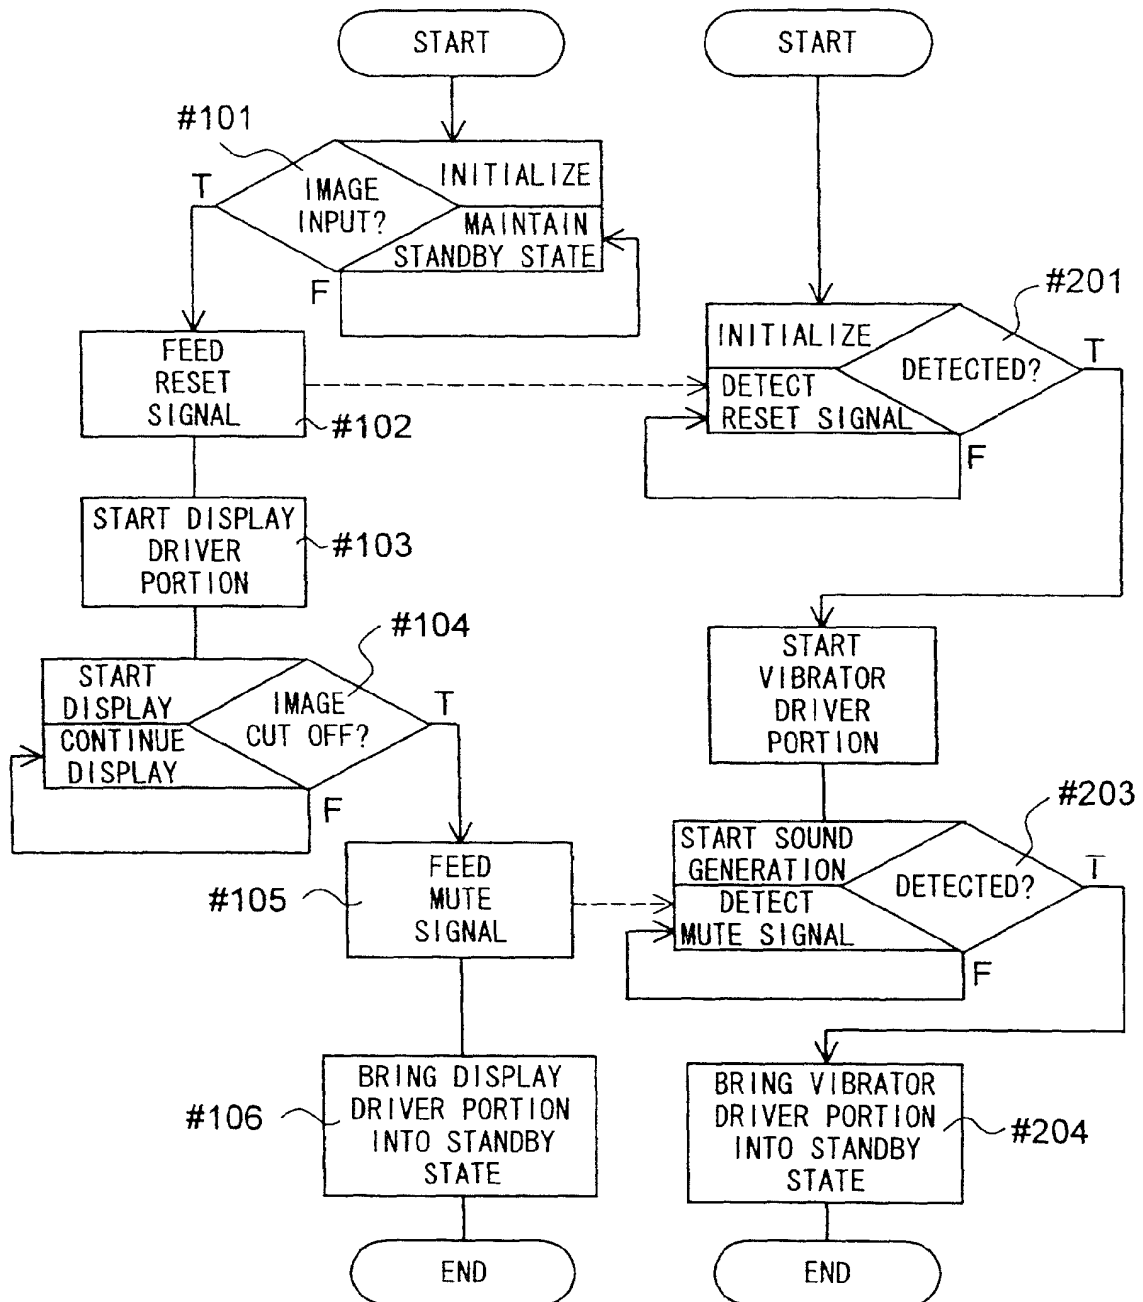 START
#101
T
IMAGE
INPUT?
INITIALIZE
MAINTAIN
STANDBY STATE
F
FEED
RESET
SIGNAL
#102
START DISPLAY
DRIVER
PORTION
#103
#104
START
DISPLAY
IMAGE
CUT OFF?
T
CONTINUE
DISPLAY
F
FEED
MUTE
SIGNAL
#105
BRING DISPLAY
DRIVER PORTION
INTO STANDBY
STATE
#106
END
START
#201
INITIALIZE
DETECTED?
T
DETECT
RESET SIGNAL
F
START
VIBRATOR
DRIVER
PORTION
#203
START SOUND
GENERATION
DETECTED?
T
DETECT
MUTE SIGNAL
F
BRING VIBRATOR
DRIVER PORTION
INTO STANDBY
STATE
#204
END